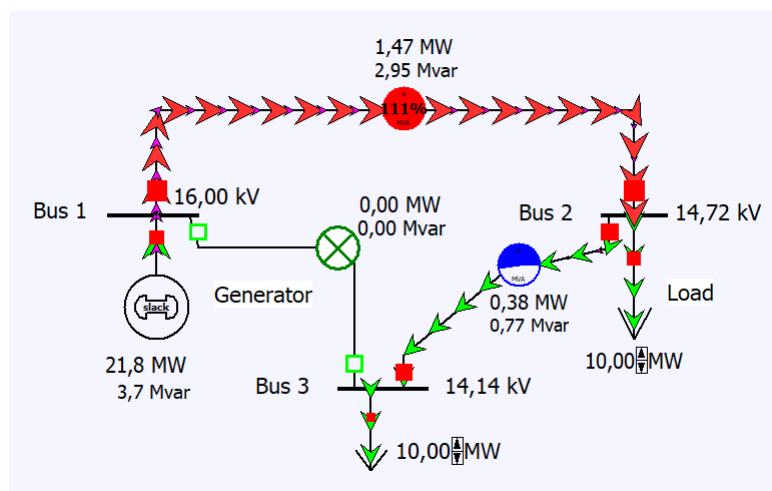 1,47 MW
2,95 Mvar
A
111%
MVA
Bus 1
16,00 kV
0,00 MW
0,00 Mvar
Bus 2
14,72 kV
MVA
slack
Generator
0,38 MW
0,77 Mvar
Load
21,8 MW
3,7 Mvar
10,00 MW
Bus 3
14,14 kV
10,00 MW